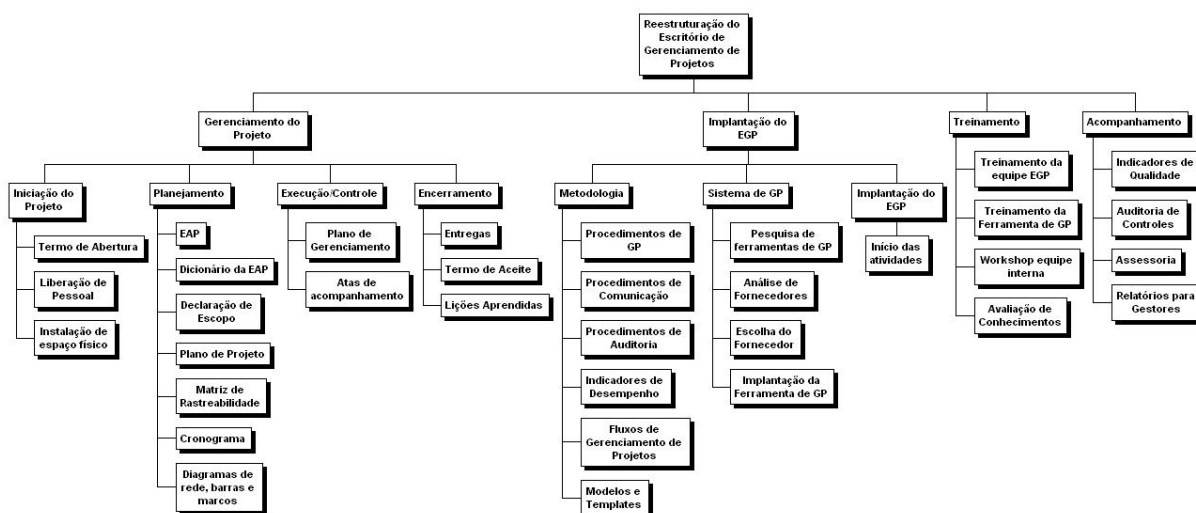 Reestruturação do
Escritório de
Gerenciamento de
Projetos
Gerenciamento do
Projeto
Implantação do
EGP
Treinamento
Acompanhamento
Iniciação do
Projeto
Termo de Abertura
Liberação de
Pessoal
Instalação de
espaço físico
Planejamento
EAP
Dicionário da EAP
Declaração de
Escopo
Plano de Projeto
Matriz de
Rastreabilidade
Cronograma
Diagramas de
rede, barras e
marcos
Execução/Controle
Plano de
Gerenciamento
Atas de
acompanhamento
Encerramento
Entregas
Termo de Aceite
Lições Aprendidas
Metodologia
Procedimentos de
GP
Procedimentos de
Comunicação
Procedimentos de
Auditoria
Indicadores de
Desempenho
Fluxos de
Gerenciamento de
Projetos
Modelos e
Templates
Sistema de GP
Pesquisa de
ferramentas de GP
Análise de
Fornecedores
Escolha do
Fornecedor
Implantação da
Ferramenta de GP
Implantação do
EGP
Início das
atividades
Treinamento da
equipe EGP
Treinamento da
Ferramenta de GP
Workshop equipe
interna
Avaliação de
Conhecimentos
Indicadores de
Qualidade
Auditoria de
Controles
Assessoria
Relatórios para
Gestores